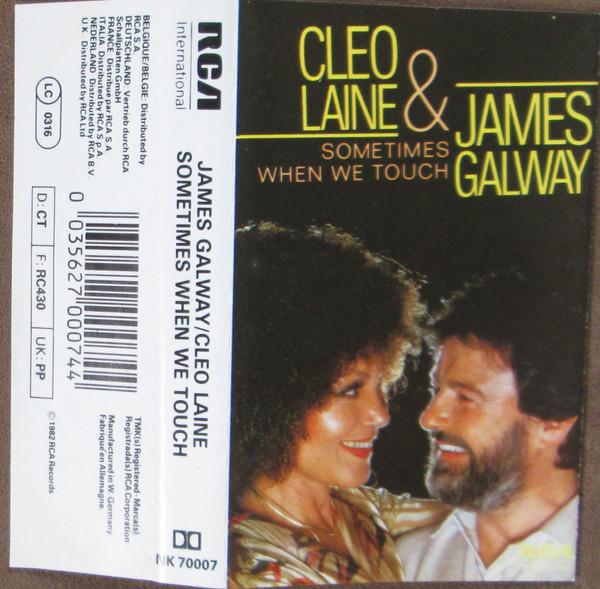 CLEO
LAINE
&
JAMES
GALWAY
SOMETIMES
WHEN WE TOUCH
RCA
RCA
International
JAMES GALWAY/CLEO LAINE
SOMETIMES WHEN WE TOUCH
NK 70007
BELGIQUE/BELGIE · Distributed by
RCA S.A.
DEUTSCHLAND · Vertrieb durch RCA
Schallplatten GmbH
FRANCE · Distribué par RCA S.A.
ITALIA · Distributed by RCA S.p.A.
NEDERLAND · Distributed by RCA B.V.
U.K. · Distributed by RCA Ltd
LC 0316
0 035627 000744
D: CT
F: RC430
UK: PP
TMK(s) Registered · Marca(s)
Registrada(s) RCA Corporation
Manufactured in W. Germany.
Fabriqué en Allemagne.
© 1982 RCA Records